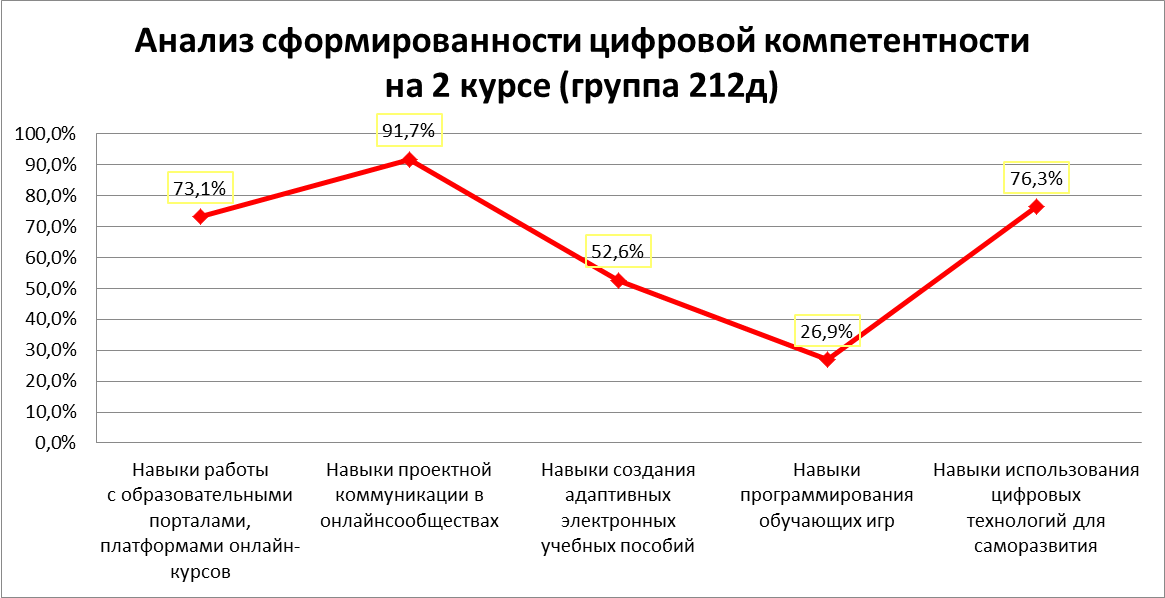 Анализ сформированности цифровой компетентности
на 2 курсе (группа 212д)
100,0%
90,0%
80,0%
70,0%
60,0%
50,0%
40,0%
30,0%
20,0%
10,0%
0,0%
73,1%
91,7%
52,6%
26,9%
76,3%
Навыки работы
с образовательными
порталами,
платформами онлайн-
курсов
Навыки проектной
коммуникации в
онлайнсообществах
Навыки создания
адаптивных
электронных
учебных пособий
Навыки
программирования
обучающих игр
Навыки использования
цифровых
технологий для
саморазвития